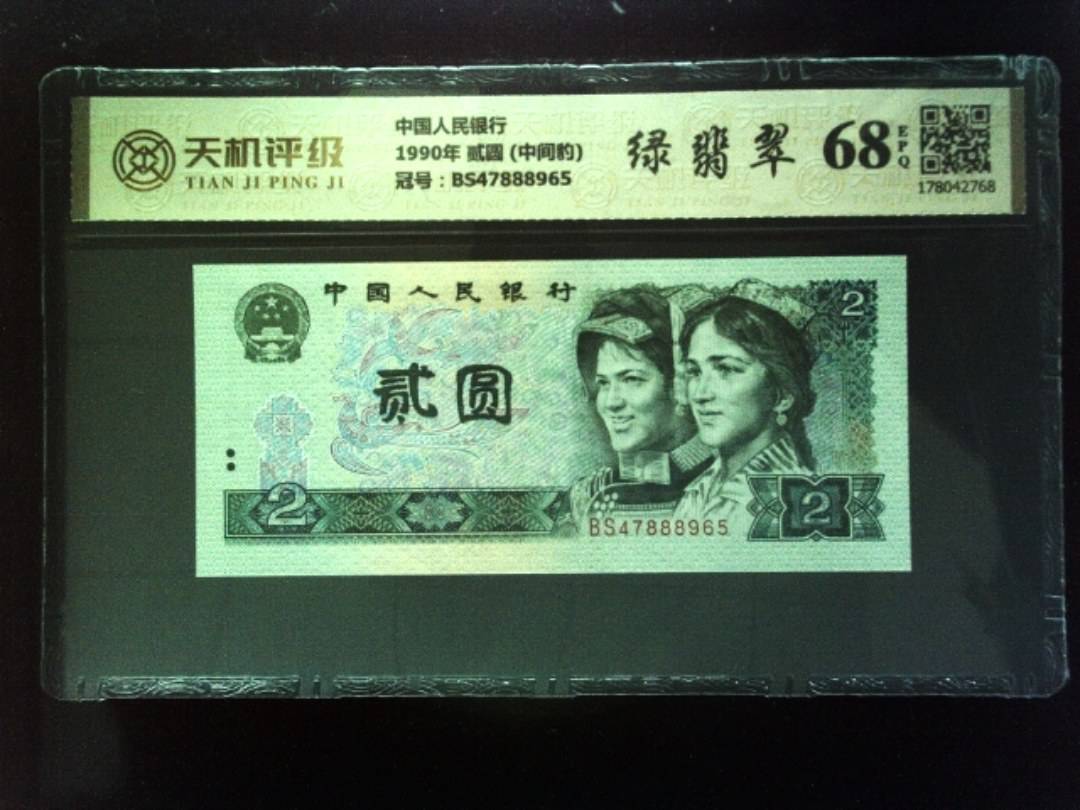 天机评级
TIAN JI PING JI
中国人民银行
1990年 贰圆 (中间豹)
冠号：BS47888965
绿翡翠
68
EPQ
178042768
中国人民银行
2
贰圆
2
BS47888965
2